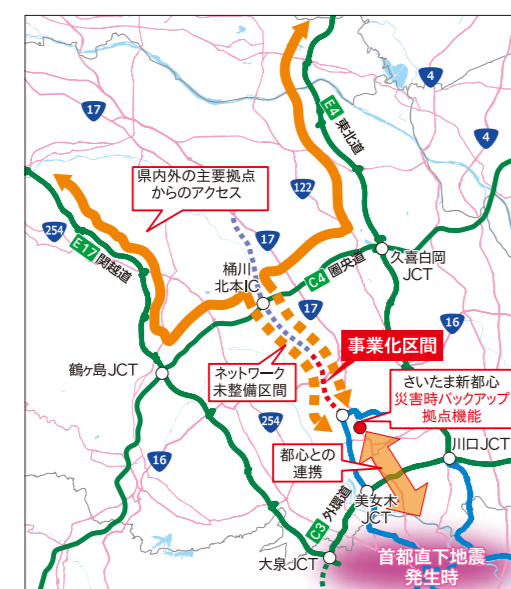 4
E4 東北道
17
4
県内外の主要拠点
からのアクセス
122
254
E17 関越道
17
桶川
北本IC
C4 圏央道
久喜白岡
JCT
17
事業化区間
16
鶴ヶ島JCT
ネットワーク
未整備区間
さいたま新都心
災害時バックアップ
拠点機能
254
川口JCT
都心との
連携
16
美女木
JCT
C3 外環道
大泉JCT
首都直下地震
発生時